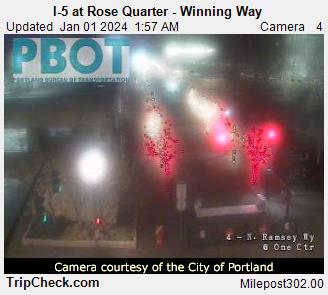 I-5 at Rose Quarter - Winning Way
Updated  Jan 01 2024  1:57 AM          Camera  4
PBOT
PORTLAND BUREAU OF TRANSPORTATION
4 - N. Ramsey Wy
@ One Ctr
Camera courtesy of the City of Portland
TripCheck.com          Milepost302.00